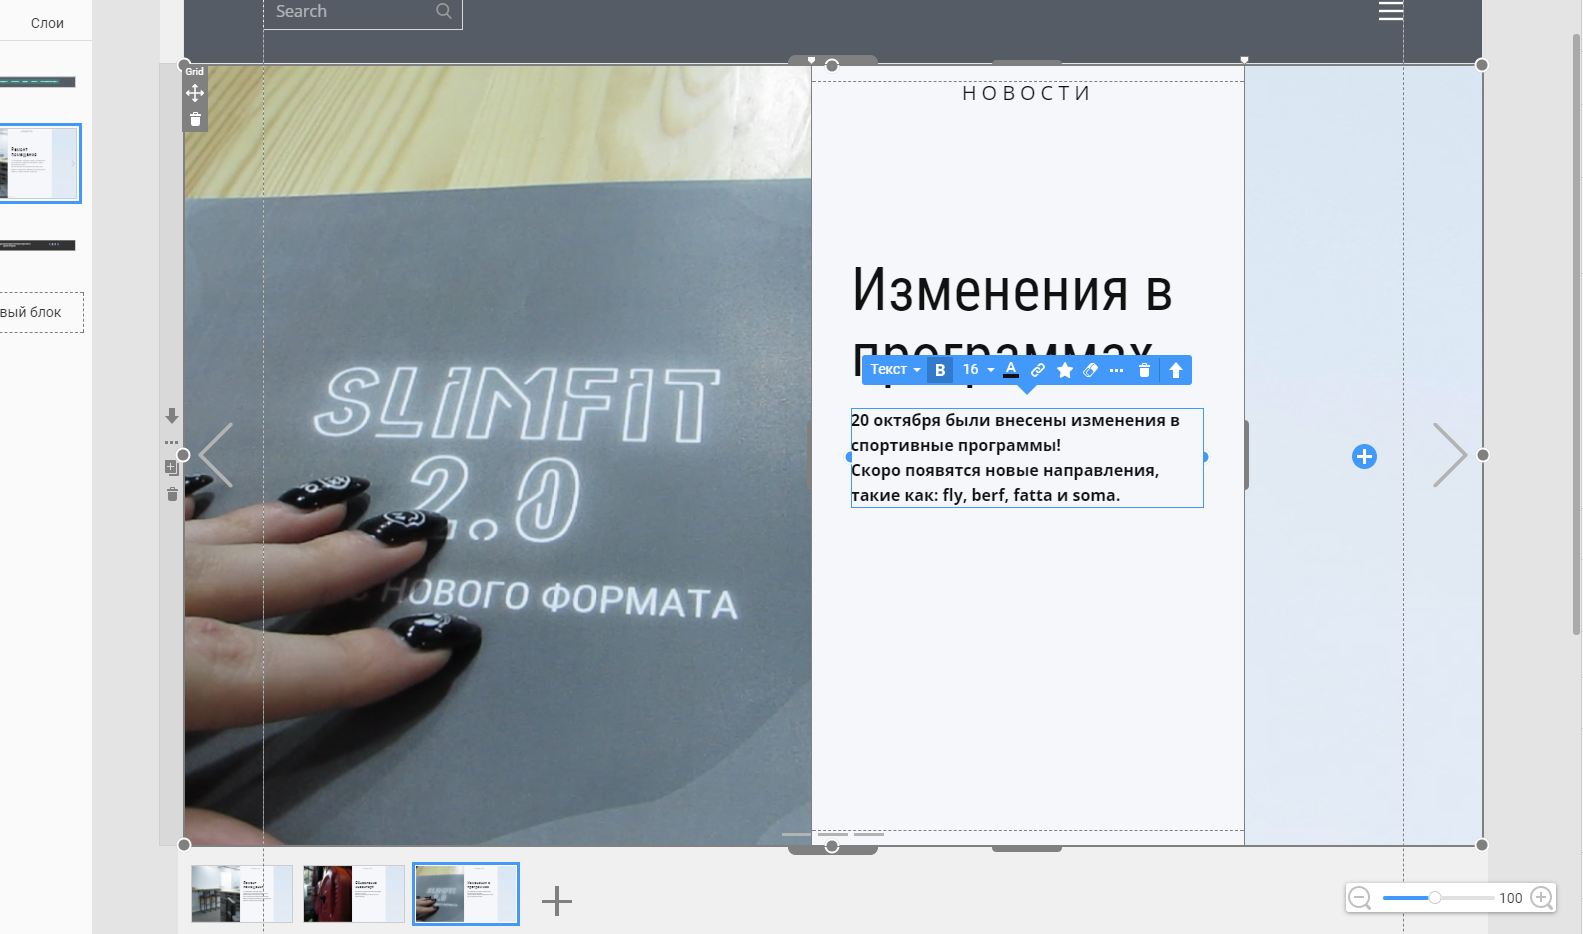 Search
Слои
Grid
НОВОСТИ
Изменения в
программах
Текст B 16 A
20 октября были внесены изменения в
спортивные программы!
Скоро появятся новые направления,
такие как: fly, berf, fatta и soma.
SLIMFIT
2.0
НОВОГО ФОРМАТА
вый блок
100